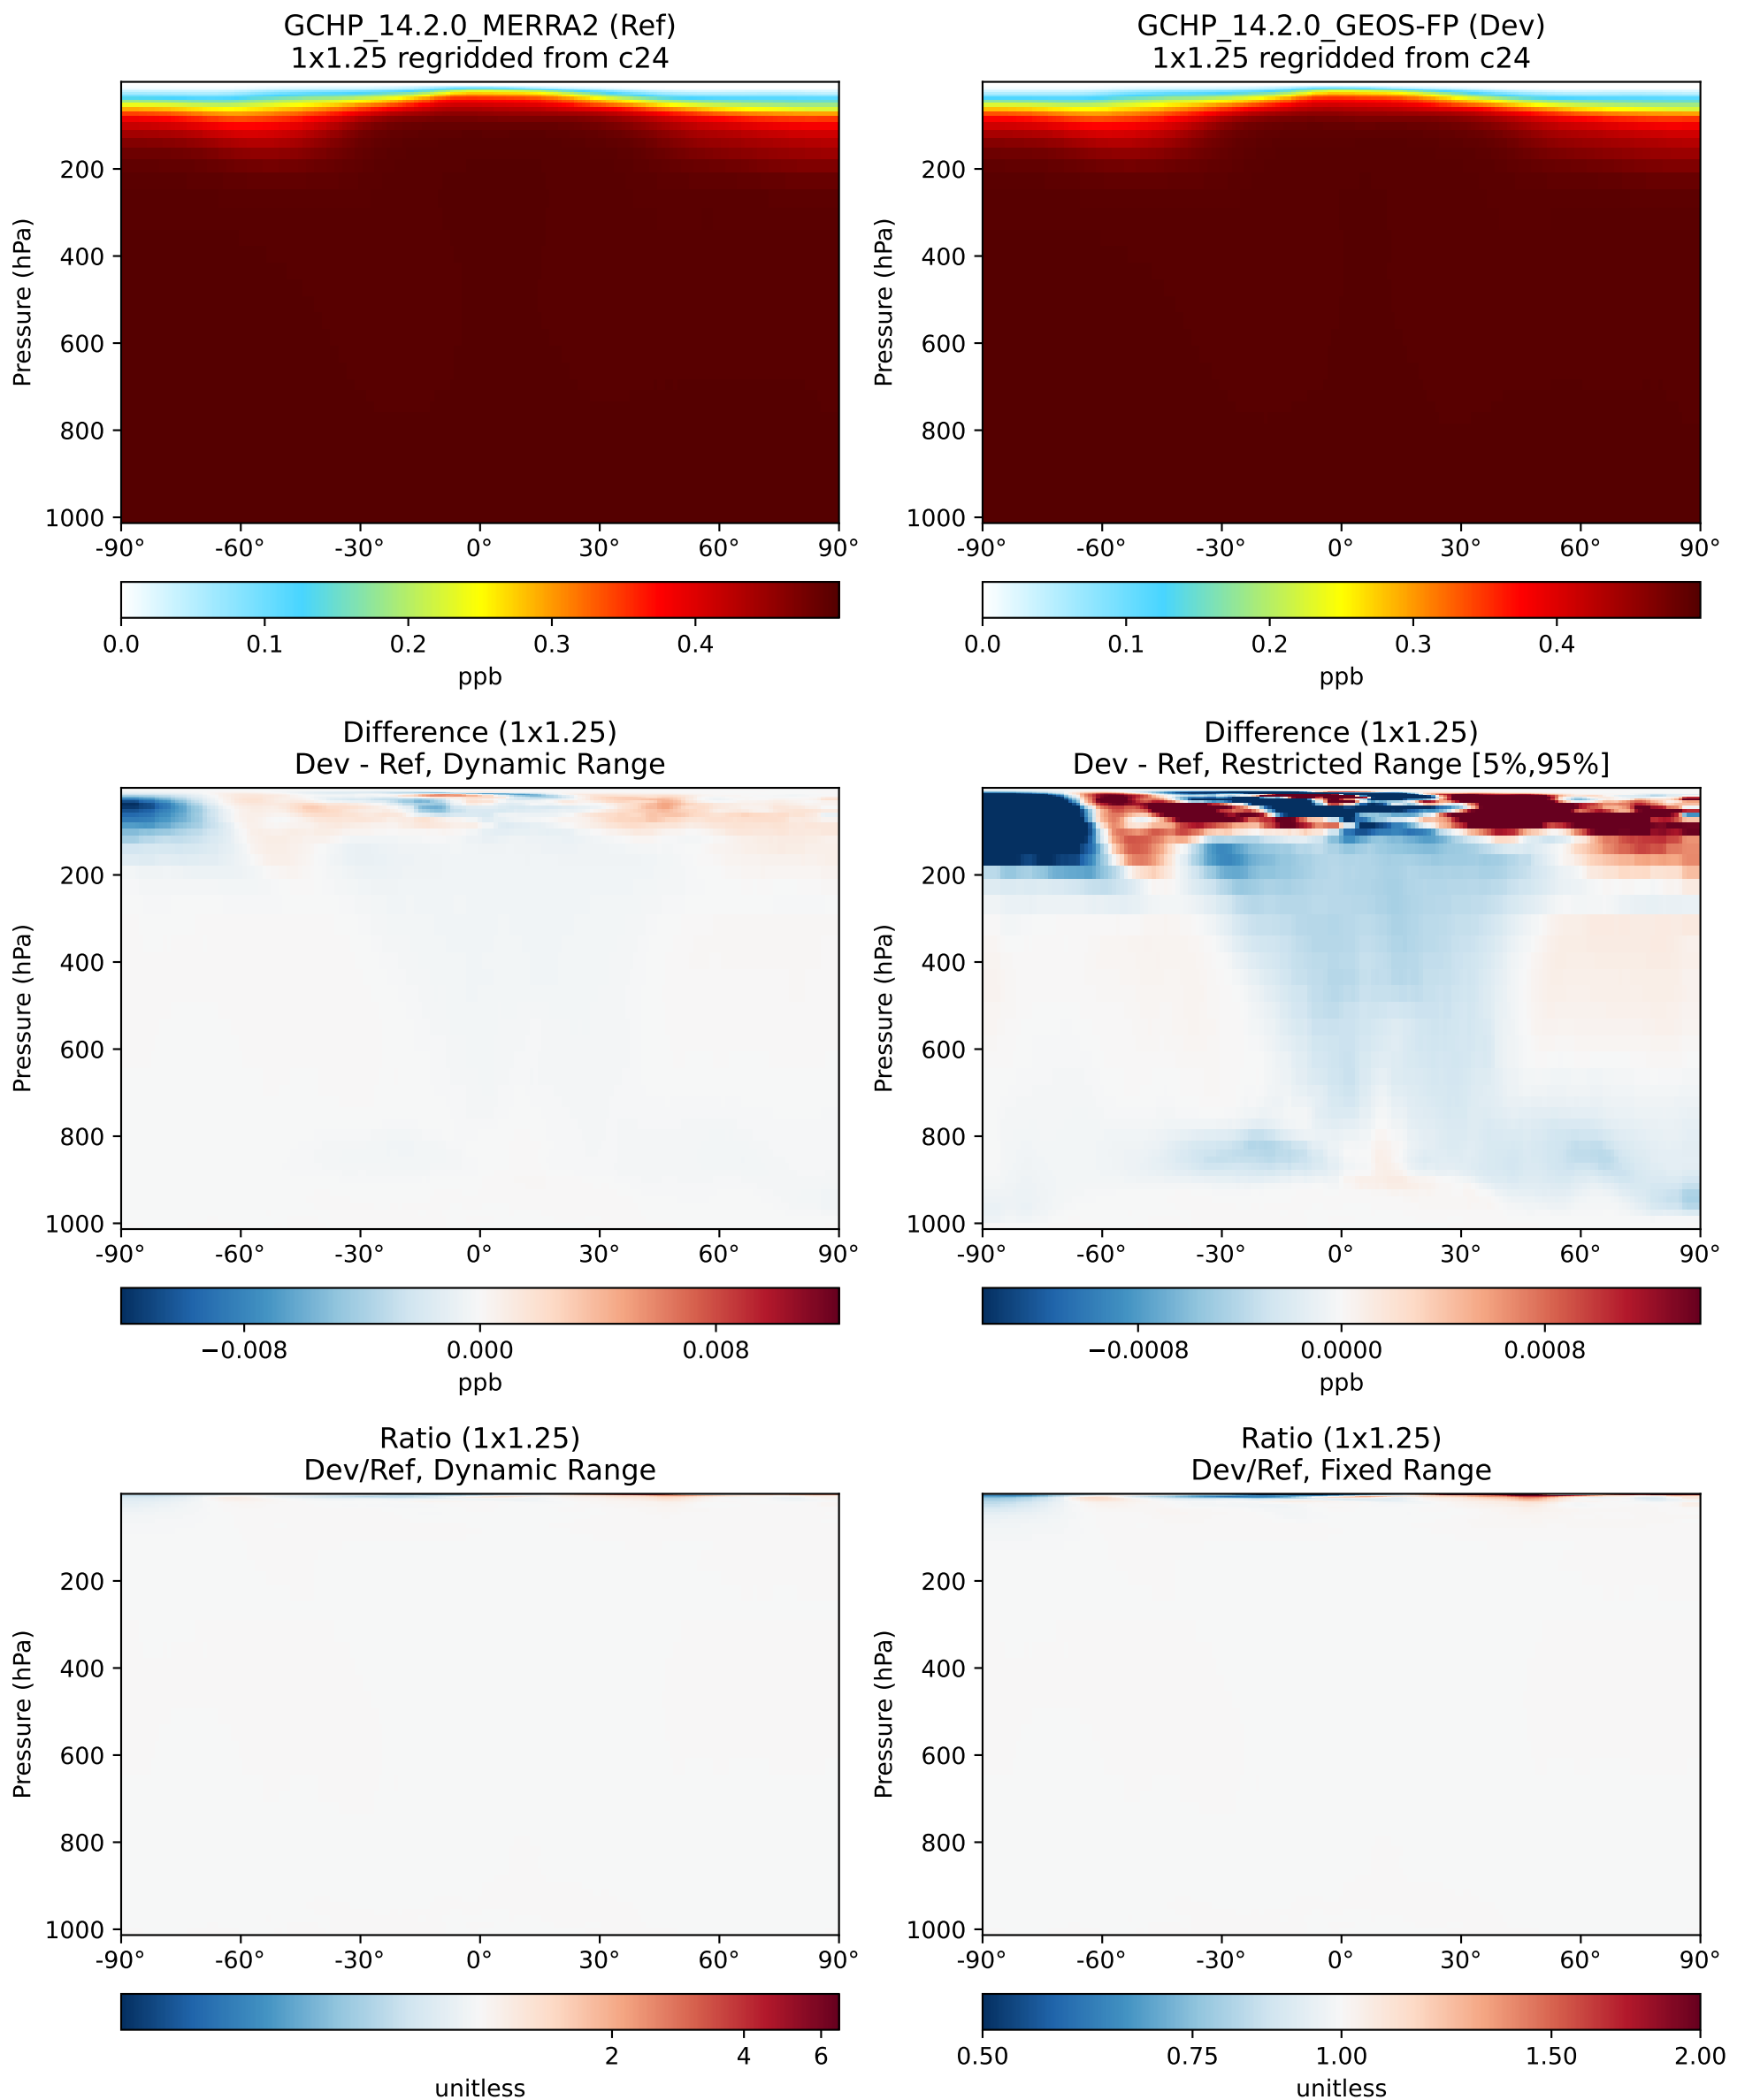 GCHP_14.2.0_MERRA2 (Ref)
1x1.25 regridded from c24
Pressure (hPa)
200
400
600
800
1000
-90° -60° -30° 0° 30° 60° 90°
0.0 0.1 0.2 0.3 0.4
ppb
GCHP_14.2.0_GEOS-FP (Dev)
1x1.25 regridded from c24
Pressure (hPa)
200
400
600
800
1000
-90° -60° -30° 0° 30° 60° 90°
0.0 0.1 0.2 0.3 0.4
ppb
Difference (1x1.25)
Dev - Ref, Dynamic Range
Pressure (hPa)
200
400
600
800
1000
-90° -60° -30° 0° 30° 60° 90°
−0.008 0.000 0.008
ppb
Difference (1x1.25)
Dev - Ref, Restricted Range [5%,95%]
Pressure (hPa)
200
400
600
800
1000
-90° -60° -30° 0° 30° 60° 90°
−0.0008 0.0000 0.0008
ppb
Ratio (1x1.25)
Dev/Ref, Dynamic Range
Pressure (hPa)
200
400
600
800
1000
-90° -60° -30° 0° 30° 60° 90°
2 4 6
unitless
Ratio (1x1.25)
Dev/Ref, Fixed Range
Pressure (hPa)
200
400
600
800
1000
-90° -60° -30° 0° 30° 60° 90°
0.50 0.75 1.00 1.50 2.00
unitless